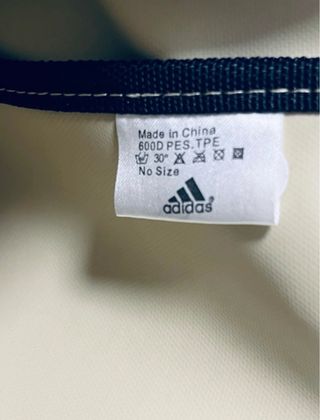 Made in China
600D PES.TPE
30°
No Size
adidas